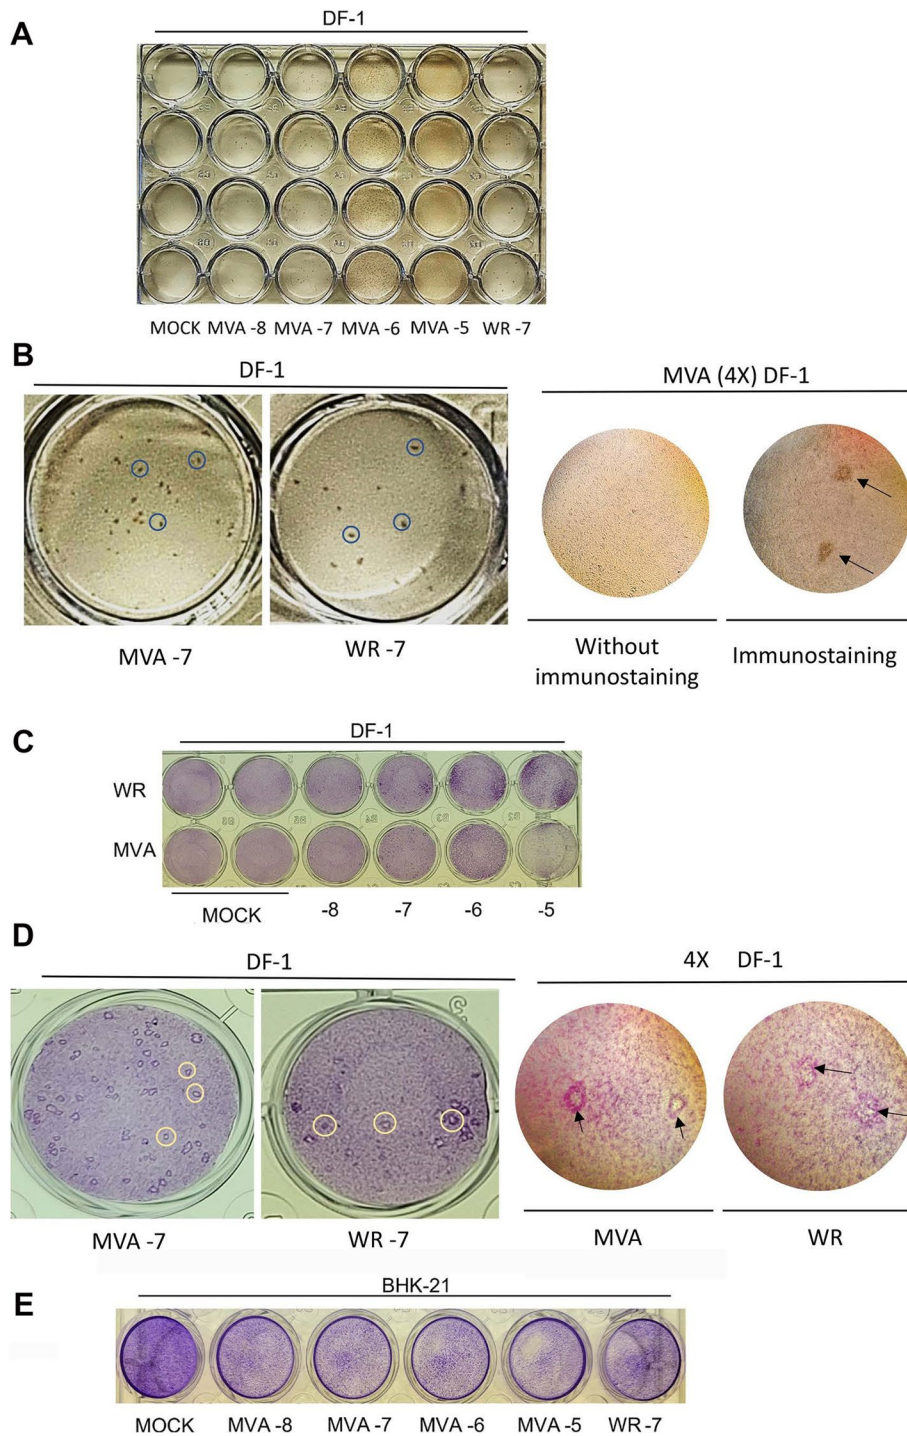 A
DF-1
MOCK MVA -8 MVA -7 MVA -6 MVA -5 WR -7
B
DF-1
MVA (4X) DF-1
MVA -7
WR -7
Without
immunostaining
Immunostaining
C
DF-1
WR
MVA
MOCK
-8 -7 -6 -5
D
DF-1
4X DF-1
MVA -7
WR -7
MVA
WR
E
BHK-21
MOCK MVA -8 MVA -7 MVA -6 MVA -5 WR -7